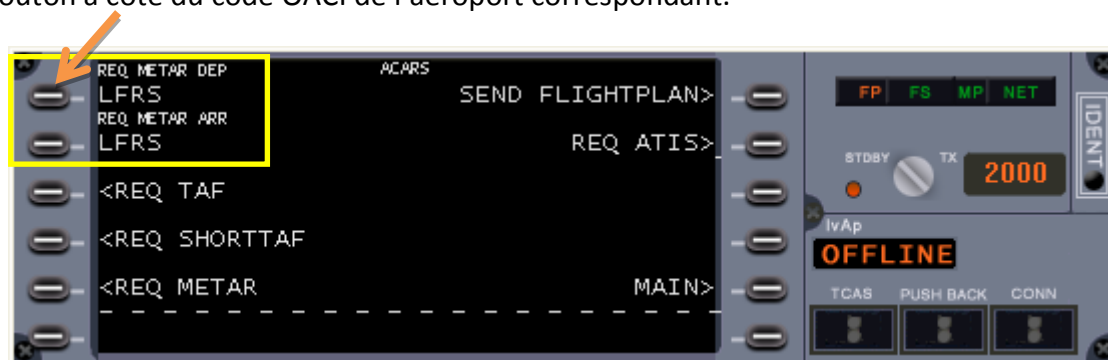 outon à côté du code OACI de l'aéroport correspondant.
REQ METAR DEP ACARS
LFRS SEND FLIGHTPLAN>
REQ METAR ARR
LFRS REQ ATIS>
<REQ TAF
<REQ SHORTTAF
<REQ METAR MAIN>
FP FS MP NET
IDENT
STDBY TX 2000
IvAp
OFFLINE
TCAS PUSH BACK CONN